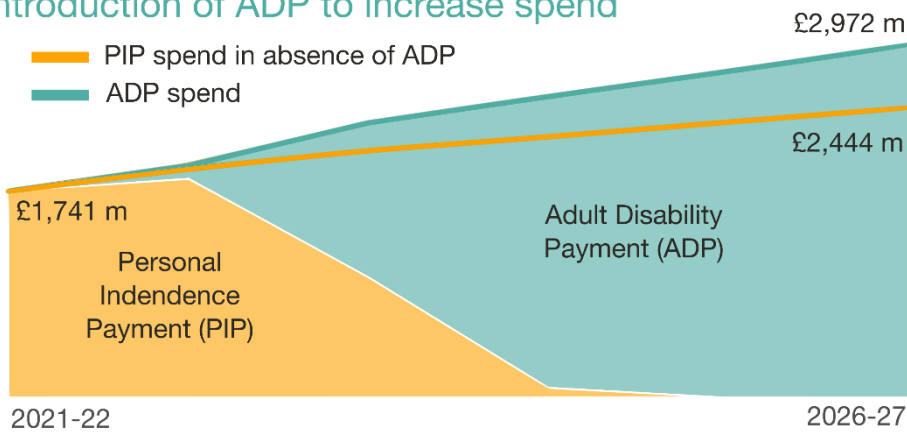 ntroduction of ADP to increase spend
£2,972 m
PIP spend in absence of ADP
ADP spend
£2,444 m
£1,741 m
Adult Disability
Payment (ADP)
Personal
Indendence
Payment (PIP)
2021-22
2026-27